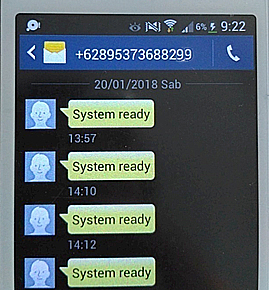 6% 9:22
+62895373688299
20/01/2018 Sab
System ready
13:57
System ready
14:10
System ready
14:12
System ready